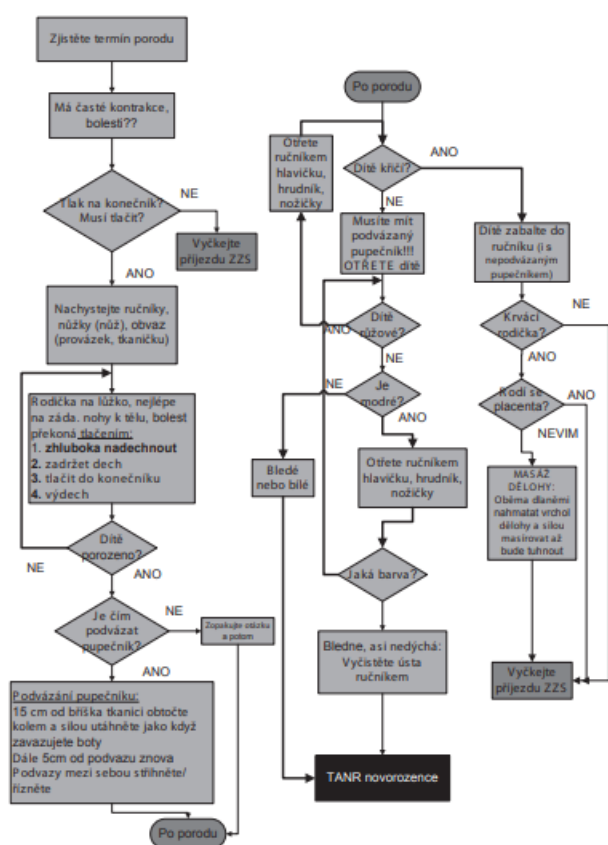 Zjistěte termín porodu
Má časté kontrakce,
bolesti??
Tlak na konečník?
Musí tlačit?
NE
Vyčkejte
příjezdu ZZS
ANO
Nachystejte ručníky,
nůžky (nůž), obvaz
(provázek, tkaničku)
Rodička na lůžko, nejlépe
na záda. nohy k tělu, bolest
překoná tlačením:
1. zhluboka nadechnout
2. zadržet dech
3. tlačit do konečníku
4. výdech
Dítě
porozeno?
NE
ANO
Je čím
podvázat
pupečník?
NE
Zopakujte otázku
a potom
ANO
Podvázání pupečníku:
15 cm od bříška tkanicí obtočte
kolem a silou utáhněte jako když
zavazujete boty
Dále 5cm od podvazu znova
Podvazy mezi sebou střihněte/
řízněte
Po porodu
Po porodu
Otřete
ručníkem
hlavičku,
hrudník,
nožičky
Dítě křičí?
ANO
NE
Musíte mít
podvázaný
pupečník!!!
OTŘETE dítě
Dítě
růžové?
ANO
NE
Je
modré?
NE
ANO
Bledé
nebo bílé
Otřete ručníkem
hlavičku, hrudník,
nožičky
Jaká barva?
Bledne, asi nedýchá:
Vyčistěte ústa
ručníkem
TANR novorozence
Dítě zabalte do
ručníku (i s
nepodvázaným
pupečníkem)
Krvácí
rodička?
NE
ANO
Rodí se
placenta?
ANO
NEVIM
MASÁŽ
DĚLOHY:
Oběma dlaněmi
nahmatat vrchol
dělohy a silou
masírovat až
bude tuhnout
Vyčkejte
příjezdu ZZS